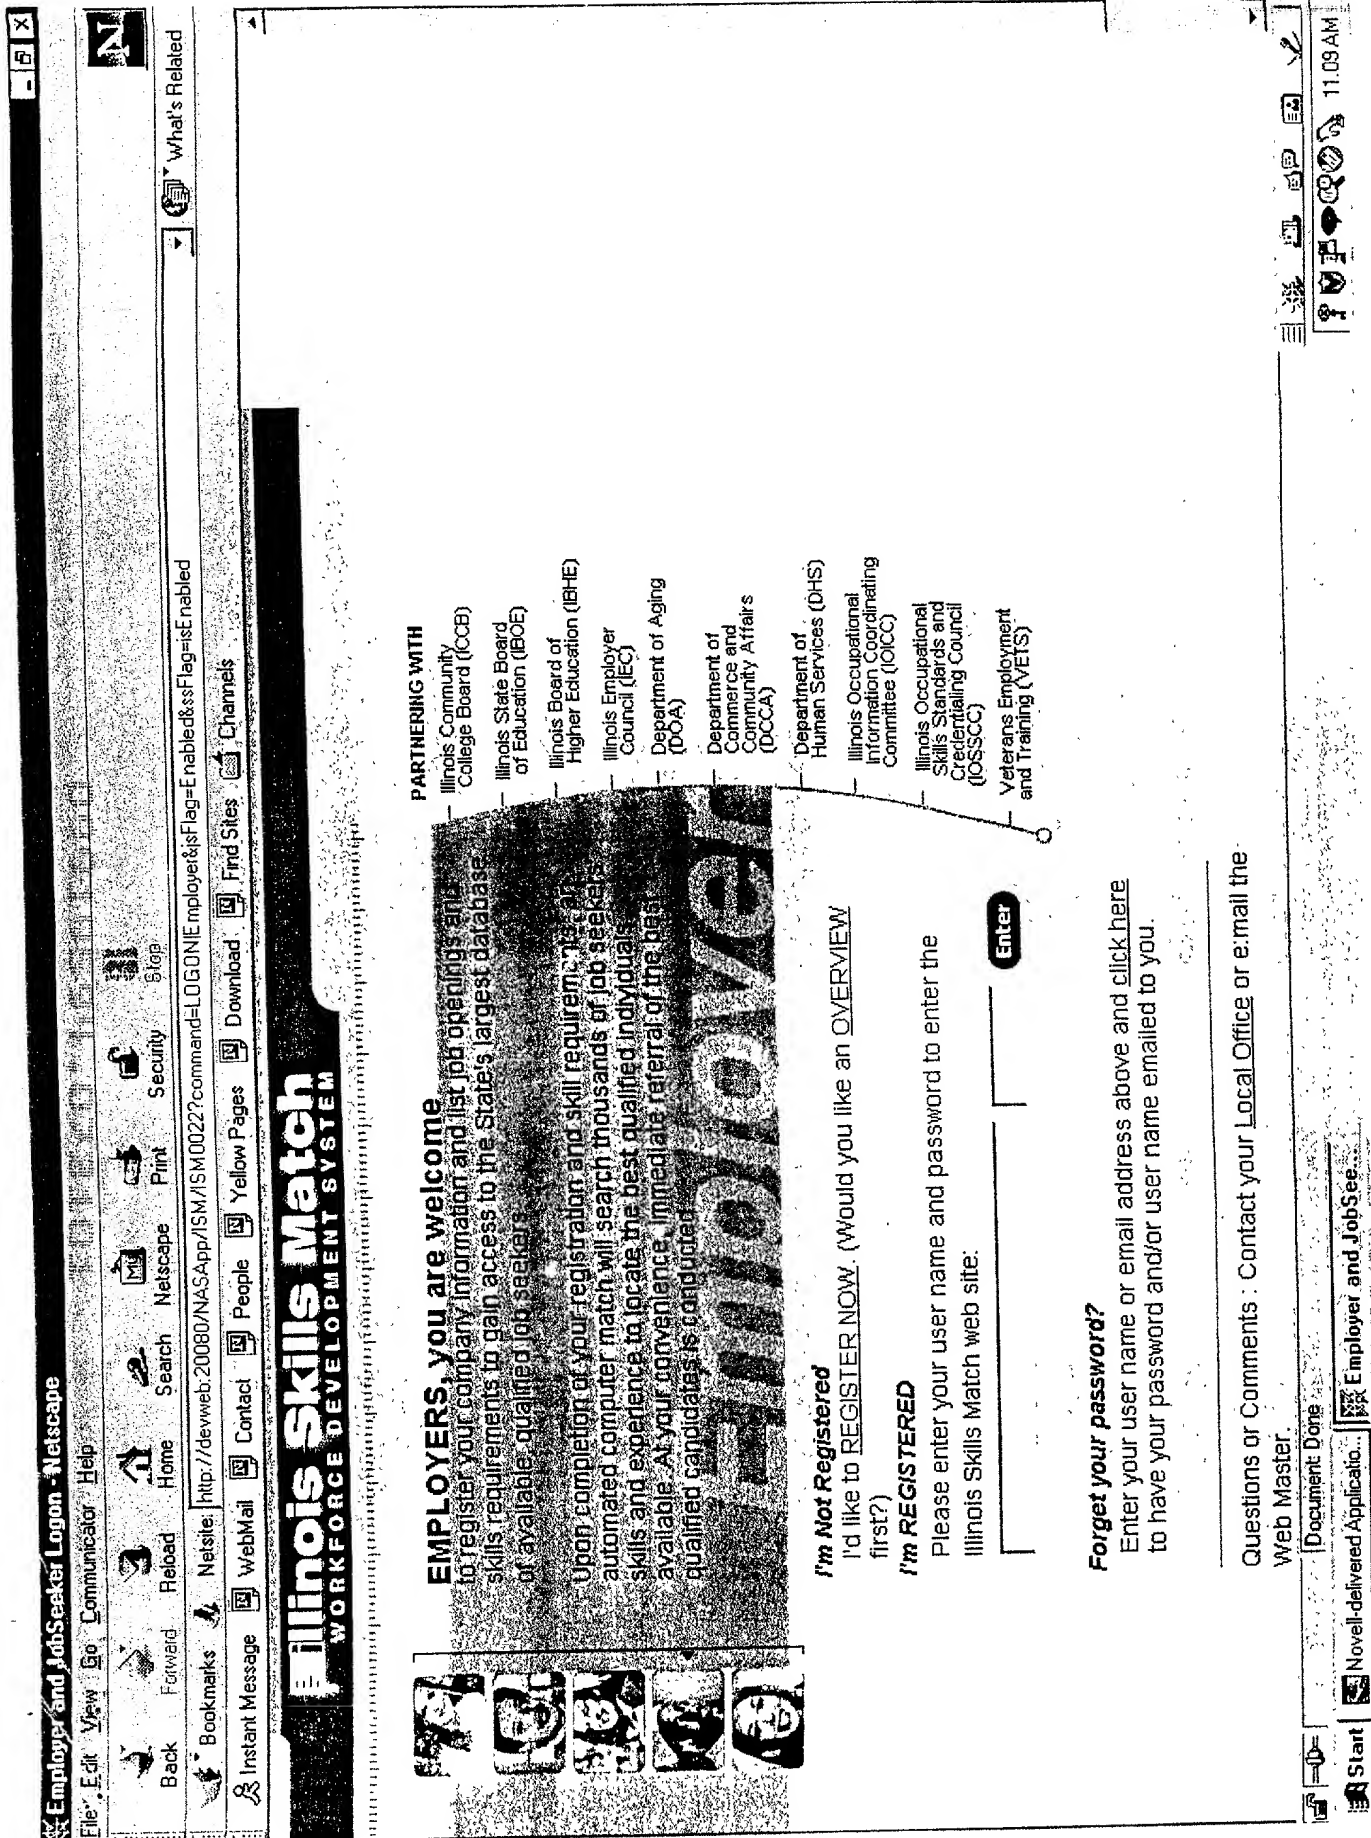 Employer and JobSeeker Logon - Netscape
File Edit View Go Communicator Help
Back Forward Reload Home Search Netscape Print Security Stop
Bookmarks Netsite: http://devweb:20080/NASApp/ISM/ISM0022?command=LOGON|Employer&jsFlag=Enabled&ssFlag=isEnabled What's Related
Instant Message WebMail Contact People Yellow Pages Download Find Sites Channels
Illinois Skills Match
WORKFORCE DEVELOPMENT SYSTEM
EMPLOYERS, you are welcome
to register your company information and list job openings and
skills requirements to gain access to the State's largest database
of available qualified job seekers
Upon completion of your registration and skill requirements, an
automated computer match will search thousands of job seekers
skills and experience to locate the best qualified individuals
available. At your convenience, immediate referral of the best
qualified candidates is conducted
Employer
PARTNERING WITH
Illinois Community
College Board (ICCB)
Illinois State Board
of Education (IBOE)
Illinois Board of
Higher Education (IBHE)
Illinois Employer
Council (IEC)
Department of Aging
(DOA)
Department of
Commerce and
Community Affairs
(DCCA)
Department of
Human Services (DHS)
Illinois Occupational
Information Coordinating
Committee (IOICC)
Illinois Occupational
Skills Standards and
Credentialing Council
(IOSSCC)
Veterans Employment
and Training (VETS)
I'm Not Registered
I'd like to REGISTER NOW. (Would you like an OVERVIEW
first?)
I'm REGISTERED
Please enter your user name and password to enter the
Illinois Skills Match web site:
Enter
Forget your password?
Enter your user name or email address above and click here
to have your password and/or user name emailed to you.
Questions or Comments : Contact your Local Office or email the
Web Master.
Document: Done
Start Novell-delivered Applicatio... Employer and JobSee... 11:09 AM